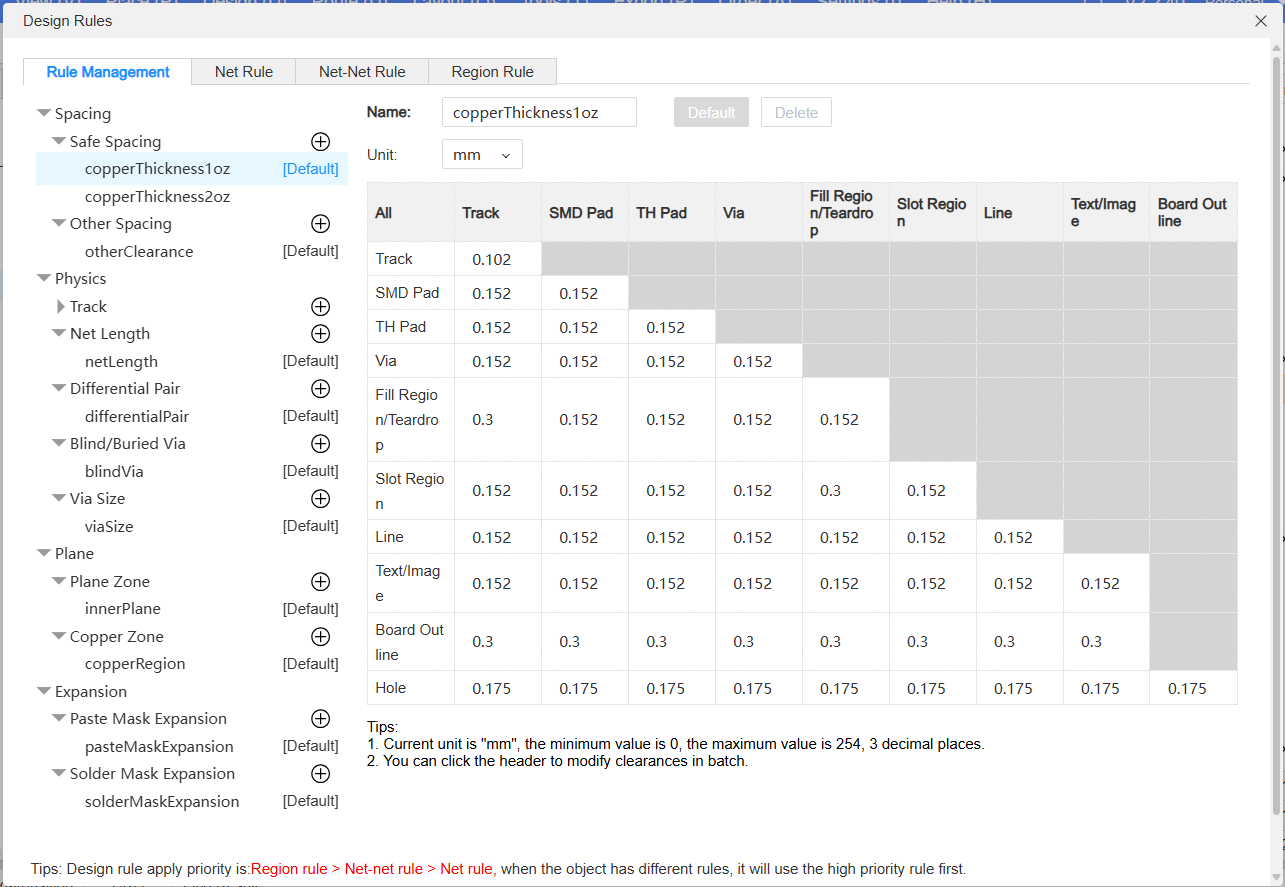 Design Rules
Rule Management Net Rule Net-Net Rule Region Rule
Spacing
Safe Spacing
copperThickness1oz [Default]
copperThickness2oz
Other Spacing
otherClearance [Default]
Physics
Track
Net Length
netLength [Default]
Differential Pair
differentialPair [Default]
Blind/Buried Via
blindVia [Default]
Via Size
viaSize [Default]
Plane
Plane Zone
innerPlane [Default]
Copper Zone
copperRegion [Default]
Expansion
Paste Mask Expansion
pasteMaskExpansion [Default]
Solder Mask Expansion
solderMaskExpansion [Default]
Name: copperThickness1oz Default Delete
Unit: mm
All Track SMD Pad TH Pad Via Fill Regio n/Teardro p Slot Regio n Line Text/Imag e Board Out line
Track 0.102
SMD Pad 0.152 0.152
TH Pad 0.152 0.152 0.152
Via 0.152 0.152 0.152 0.152
Fill Regio n/Teardro p 0.3 0.152 0.152 0.152 0.152
Slot Regio n 0.152 0.152 0.152 0.152 0.3 0.152
Line 0.152 0.152 0.152 0.152 0.152 0.152 0.152
Text/Imag e 0.152 0.152 0.152 0.152 0.152 0.152 0.152 0.152
Board Out line 0.3 0.3 0.3 0.3 0.3 0.3 0.3 0.3
Hole 0.175 0.175 0.175 0.175 0.175 0.175 0.175 0.175 0.175
Tips:
1. Current unit is "mm", the minimum value is 0, the maximum value is 254, 3 decimal places.
2. You can click the header to modify clearances in batch.
Tips: Design rule apply priority is:Region rule > Net-net rule > Net rule, when the object has different rules, it will use the high priority rule first.